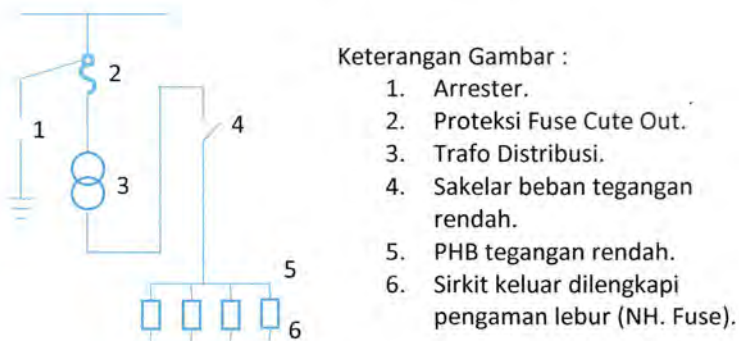 1
2
3
4
5
6
Keterangan Gambar :
1. Arrester.
2. Proteksi Fuse Cute Out.
3. Trafo Distribusi.
4. Sakelar beban tegangan
rendah.
5. PHB tegangan rendah.
6. Sirkit keluar dilengkapi
pengaman lebur (NH. Fuse).